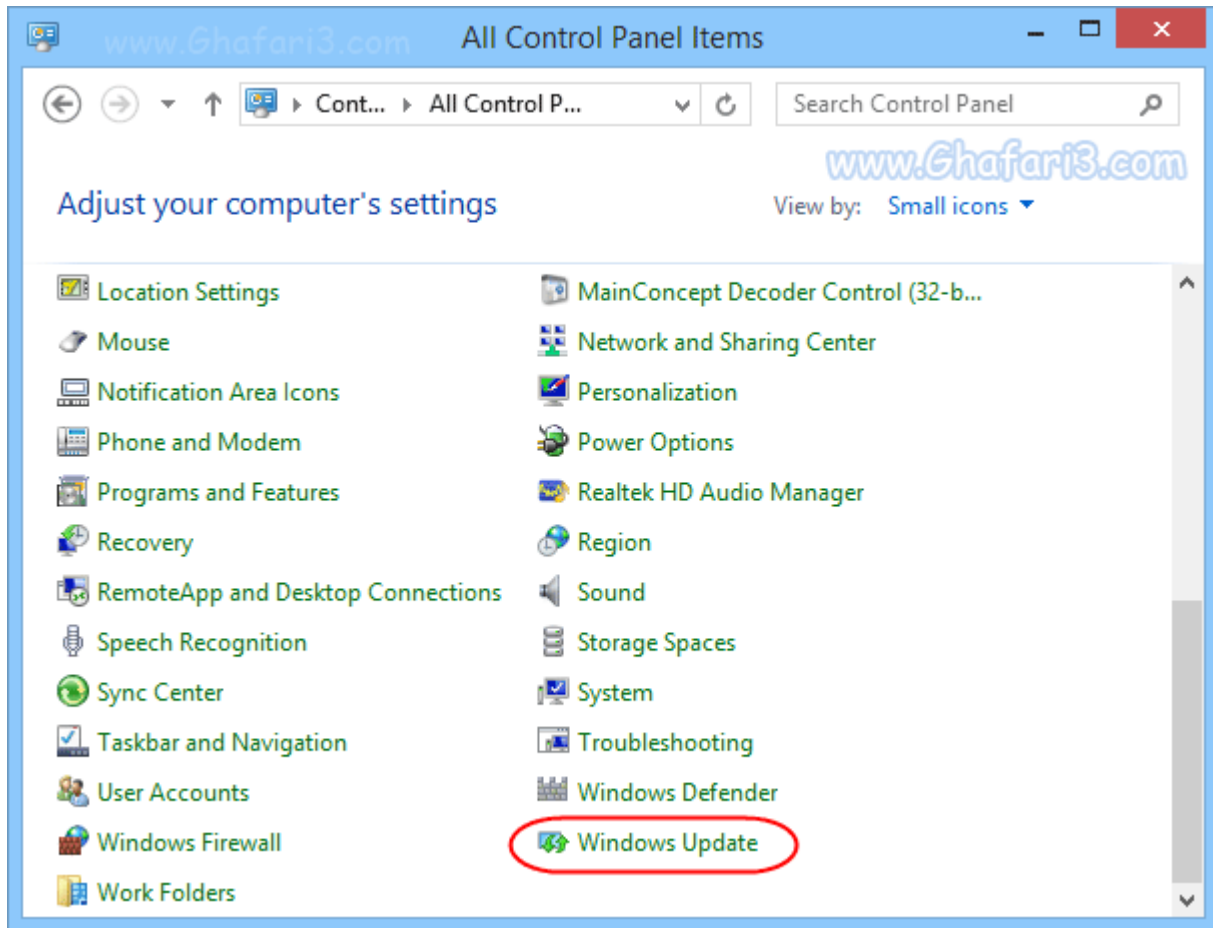 www.Ghafari3.com All Control Panel Items
Cont... All Control P... Search Control Panel
www.Ghafari3.com
Adjust your computer's settings View by: Small icons
Location Settings MainConcept Decoder Control (32-b...
Mouse Network and Sharing Center
Notification Area Icons Personalization
Phone and Modem Power Options
Programs and Features Realtek HD Audio Manager
Recovery Region
RemoteApp and Desktop Connections Sound
Speech Recognition Storage Spaces
Sync Center System
Taskbar and Navigation Troubleshooting
User Accounts Windows Defender
Windows Firewall Windows Update
Work Folders